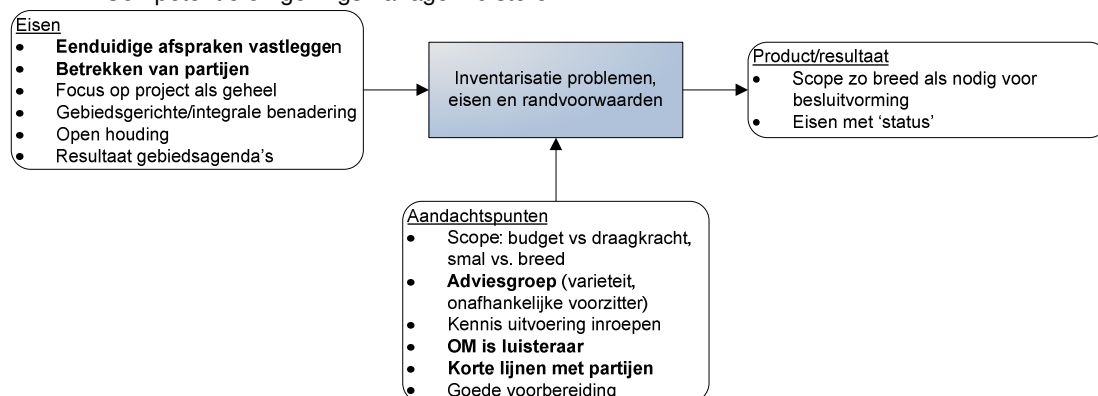 Eisen
• Eenduidige afspraken vastleggen
• Betrekken van partijen
• Focus op project als geheel
• Gebiedsgerichte/integrale benadering
• Open houding
• Resultaat gebiedsagenda's
Inventarisatie problemen,
eisen en randvoorwaarden
Product/resultaat
• Scope zo breed als nodig voor
besluitvorming
• Eisen met ‘status’
Aandachtspunten
• Scope: budget vs draagkracht,
smal vs. breed
• Adviesgroep (varieteit,
onafhankelijke voorzitter)
• Kennis uitvoering inroepen
• OM is luisteraar
• Korte lijnen met partijen
• Goede voorbereiding